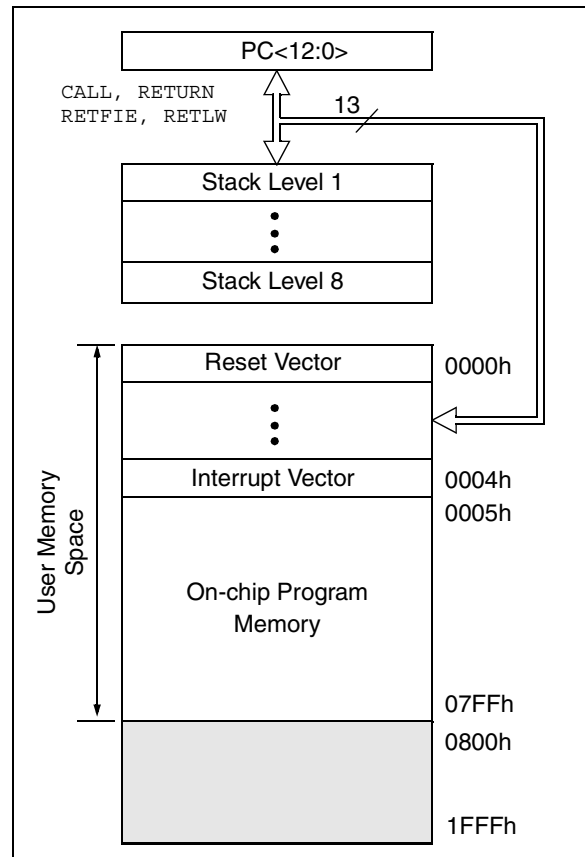 PC<12:0>
CALL, RETURN
RETFIE, RETLW
13
Stack Level 1
Stack Level 8
Reset Vector
0000h
Interrupt Vector
0004h
0005h
User Memory
Space
On-chip Program
Memory
07FFh
0800h
1FFFh